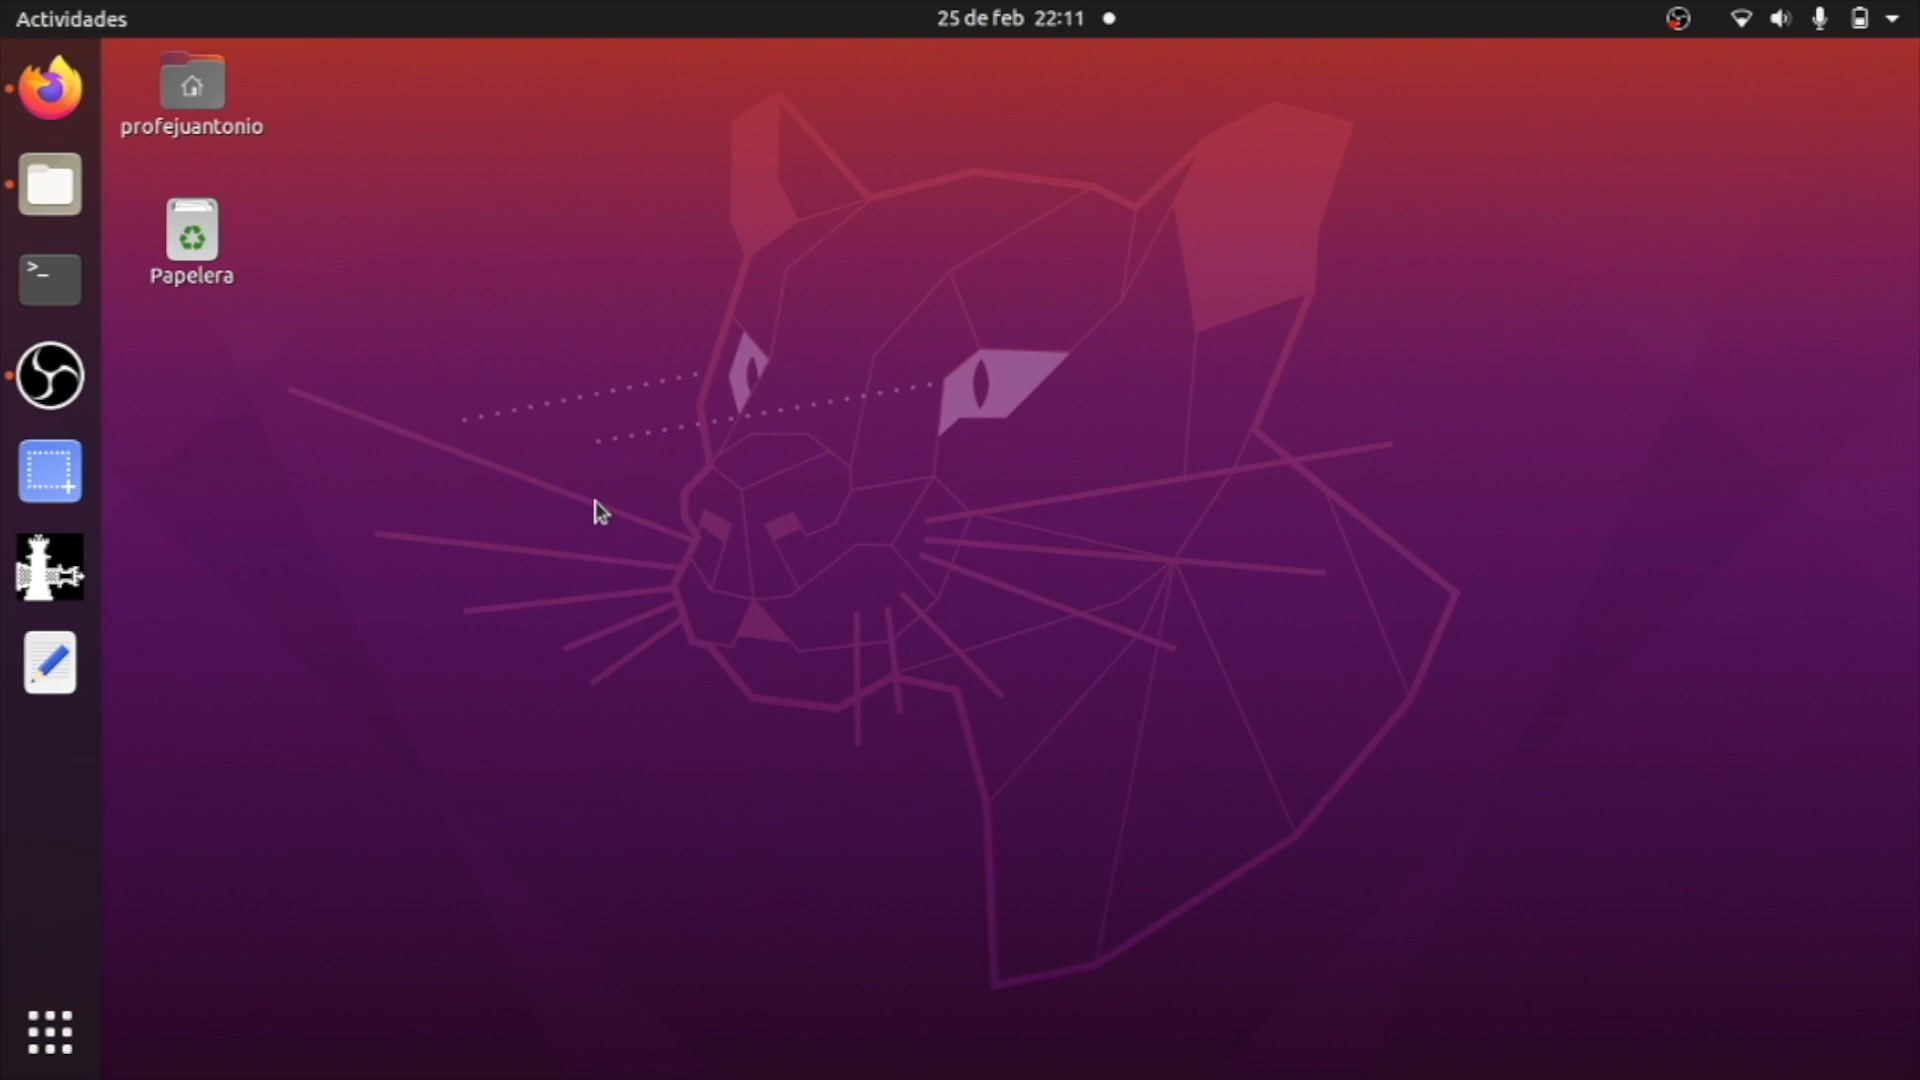 Actividades
25 de feb 22:11
profejuantonio
Papelera
>_